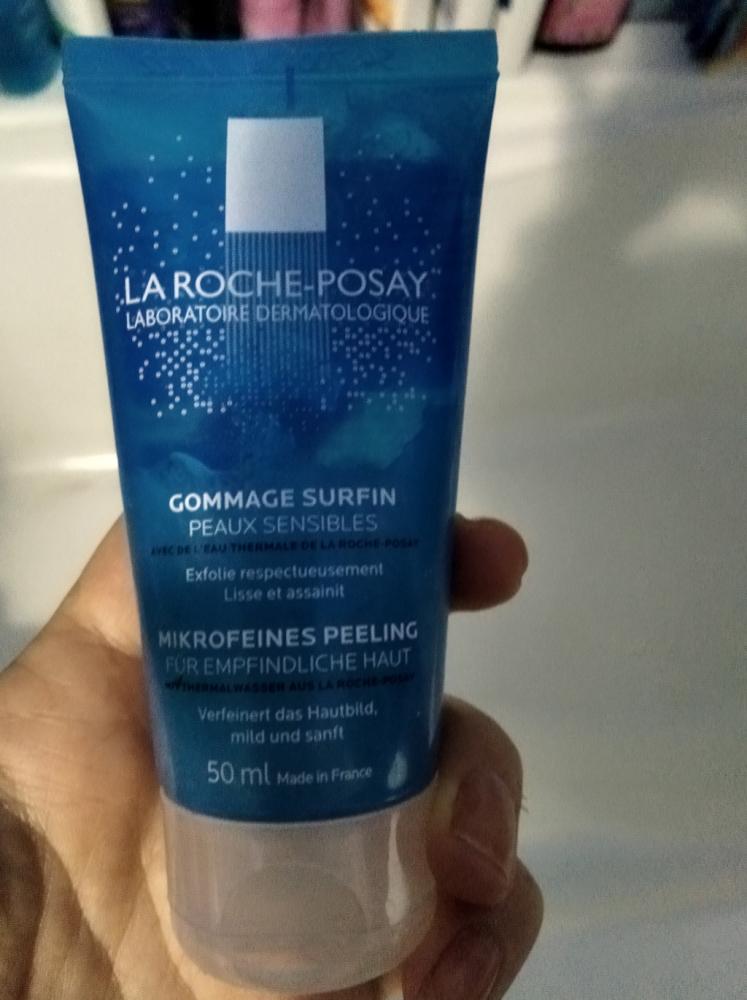 LA ROCHE-POSAY
LABORATOIRE DERMATOLOGIQUE
GOMMAGE SURFIN
PEAUX SENSIBLES
AVEC DE L'EAU THERMALE DE LA ROCHE-POSAY
Exfolie respectueusement
Lisse et assainit
MIKROFEINES PEELING
FÜR EMPFINDLICHE HAUT
MIT THERMALWASSER AUS LA ROCHE-POSAY
Verfeinert das Hautbild,
mild und sanft
50 ml Made in France